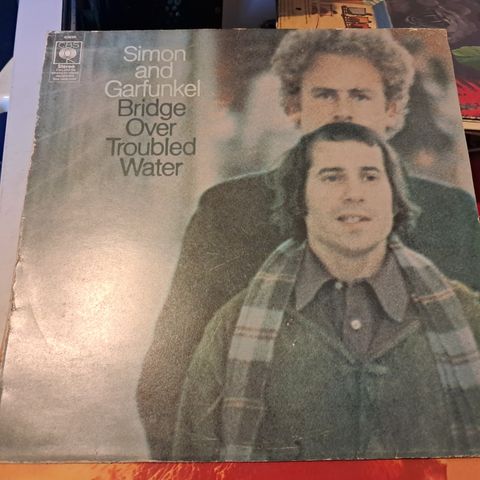 CBS
Stereo
Simon
and
Garfunkel
Bridge
Over
Troubled
Water